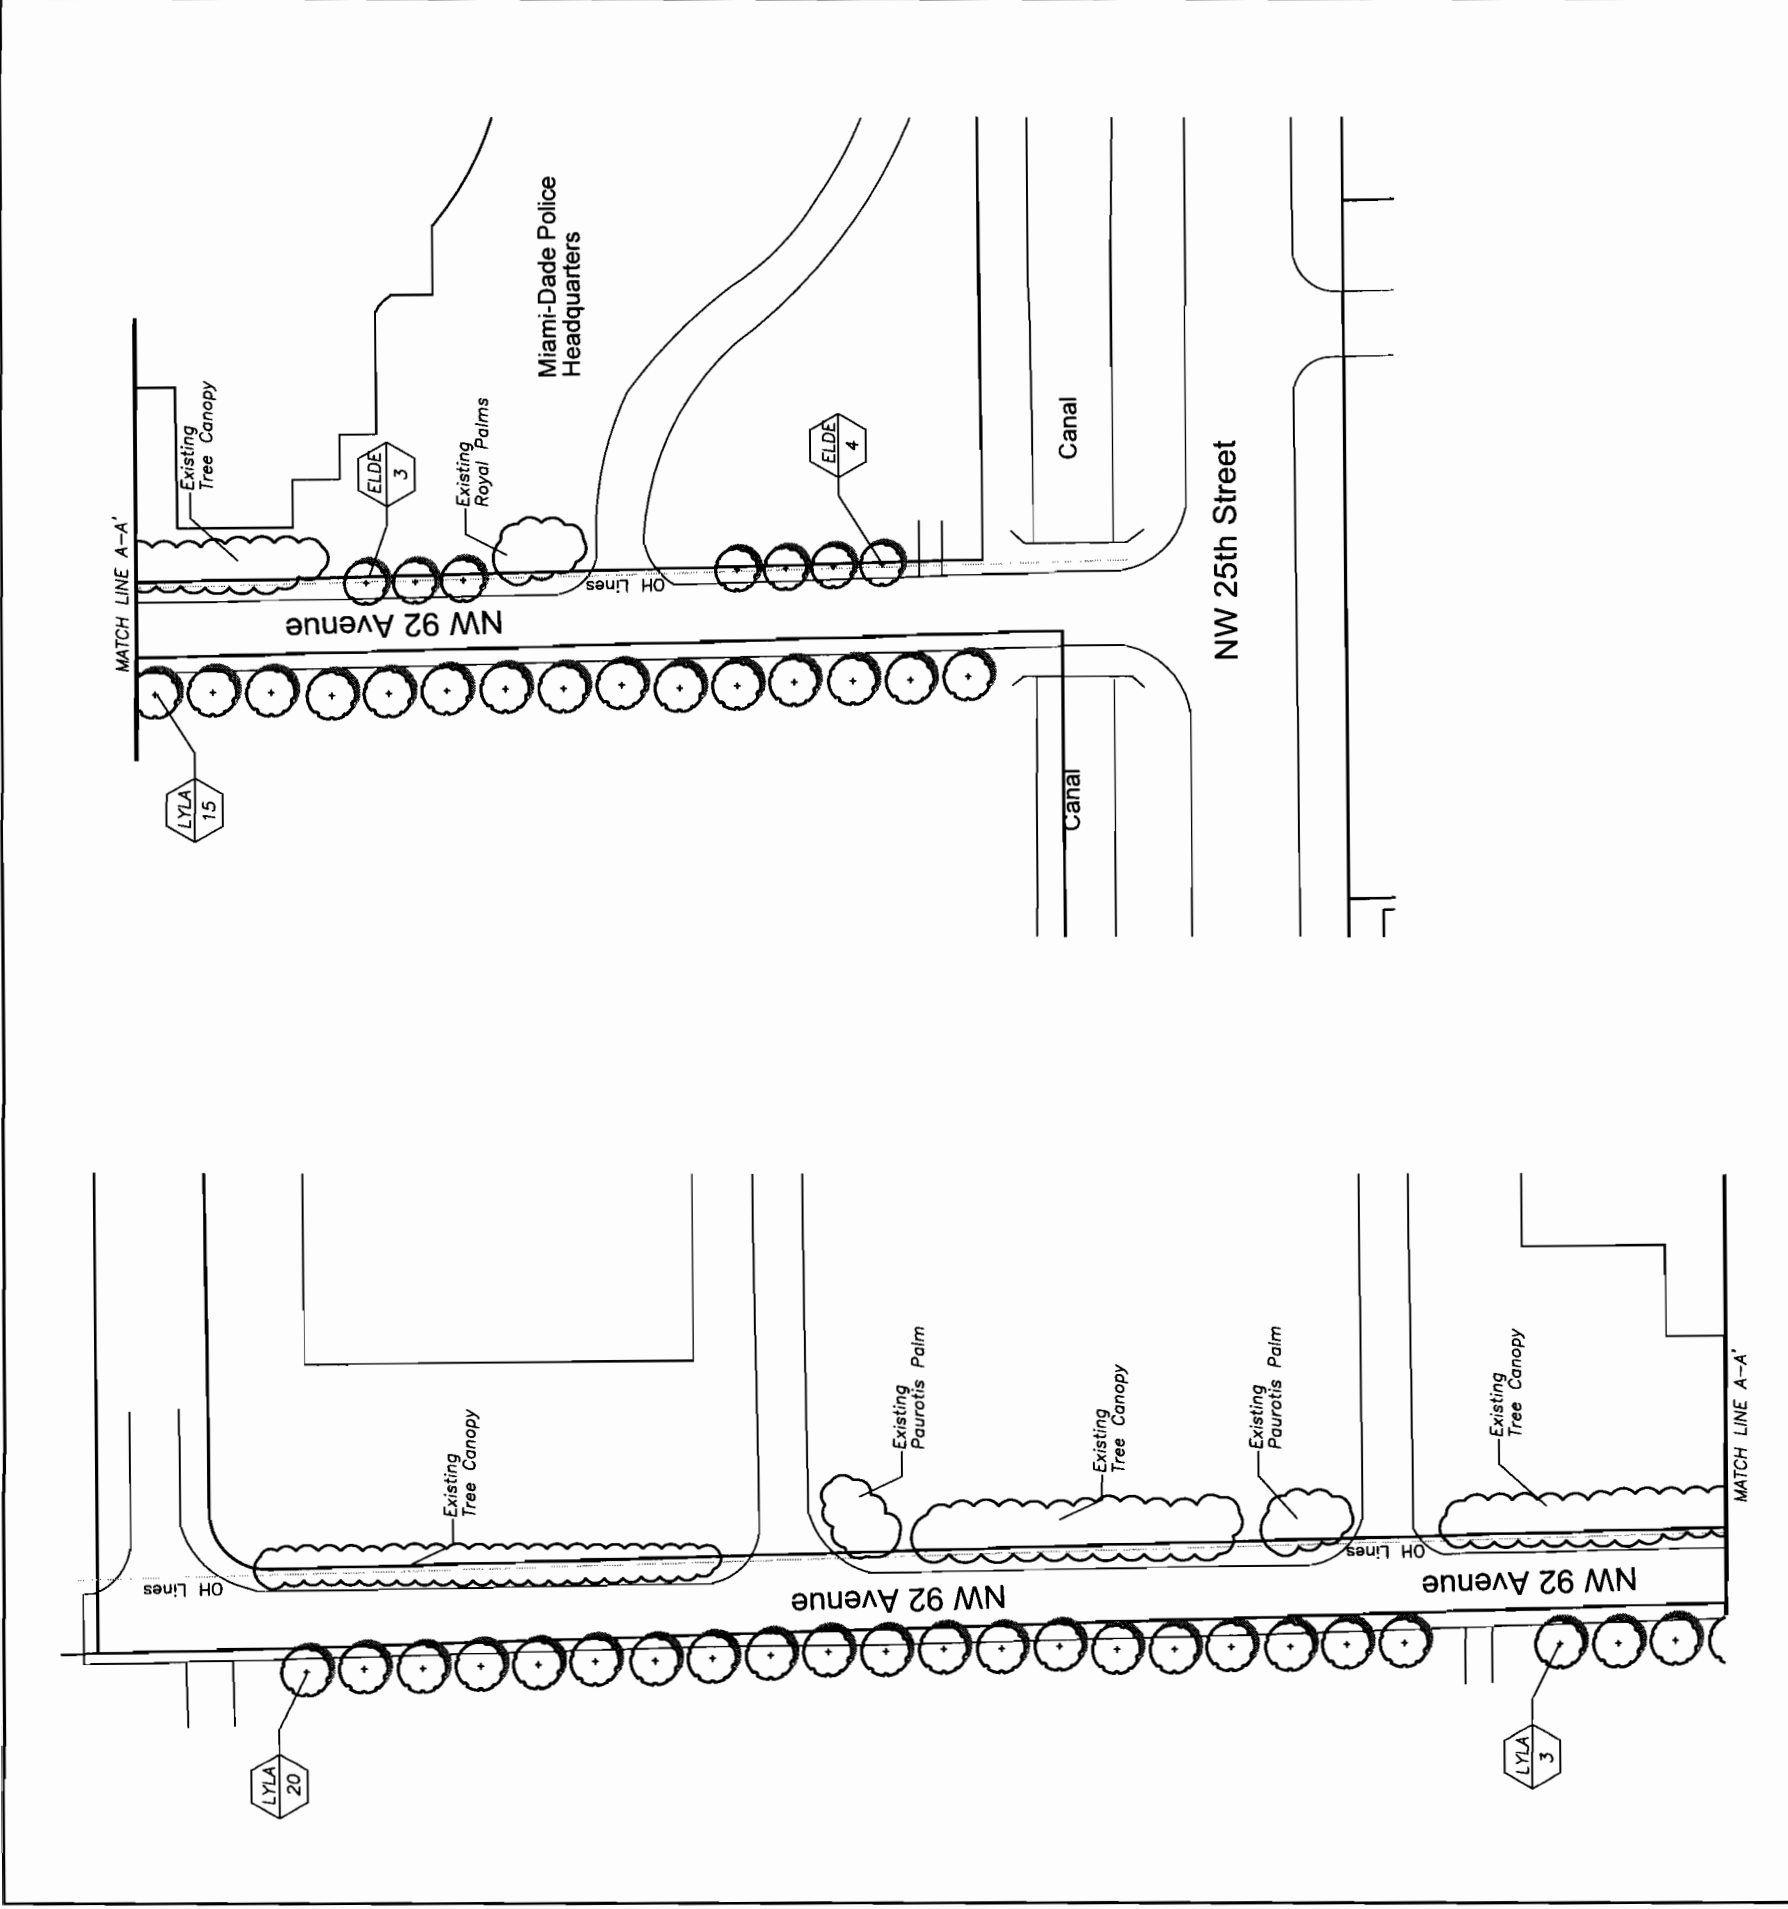 MATCH LINE A-A'
Existing
Tree Canopy
ELDE
3
Existing
Royal Palms
Miami-Dade Police
Headquarters
ELDE
4
Canal
NW 25th Street
OH Lines
NW 92 Avenue
LYLA
15
Canal
Existing
Tree Canopy
Existing
Paurotis Palm
Existing
Tree Canopy
Existing
Paurotis Palm
Existing
Tree Canopy
MATCH LINE A-A'
OH Lines
OH Lines
NW 92 Avenue
NW 92 Avenue
LYLA
20
LYLA
3